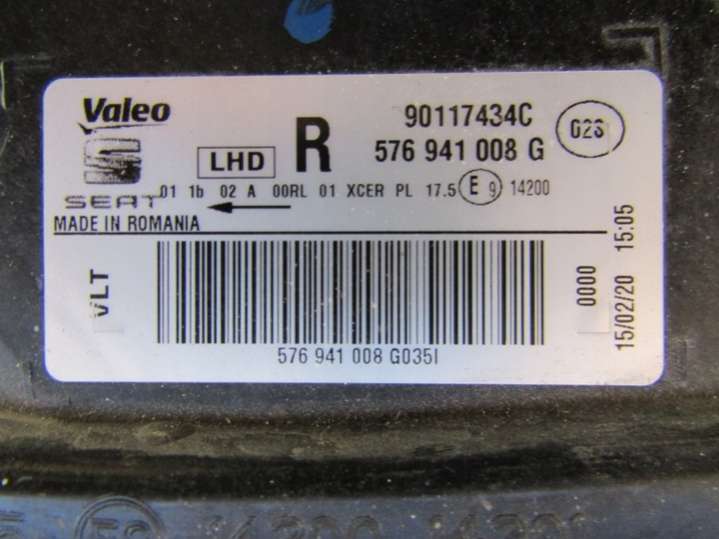 Valeo
R
90117434C
LHD
576 941 008 G
G2S
SEAT
01 1b 02 A 00RL 01 XCER PL 17.5 E 9 14200
MADE IN ROMANIA
VLT
0000
15/02/20 15:05
576 941 008 G035I